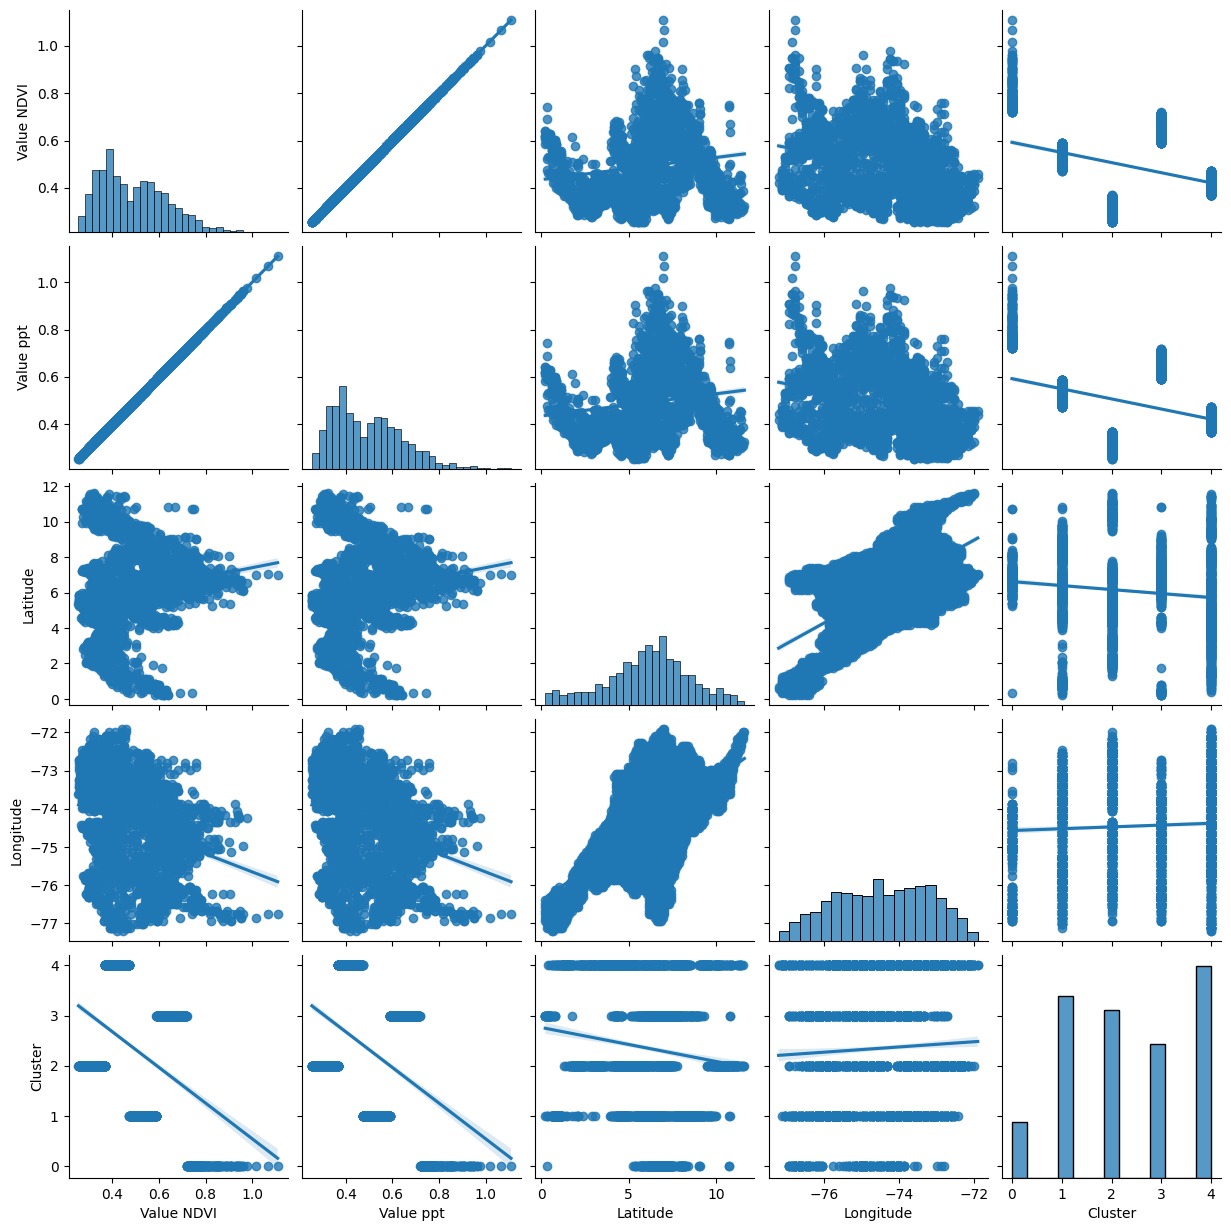 1.0
0.8
0.6
0.4
Value NDVI
1.0
0.8
0.6
0.4
Value ppt
12
10
8
6
4
2
0
Latitude
−72
−73
−74
−75
−76
−77
Longitude
4
3
2
1
0
Cluster
0.4 0.6 0.8 1.0
Value NDVI
0.4 0.6 0.8 1.0
Value ppt
0 5 10
Latitude
−76 −74 −72
Longitude
0 1 2 3 4
Cluster